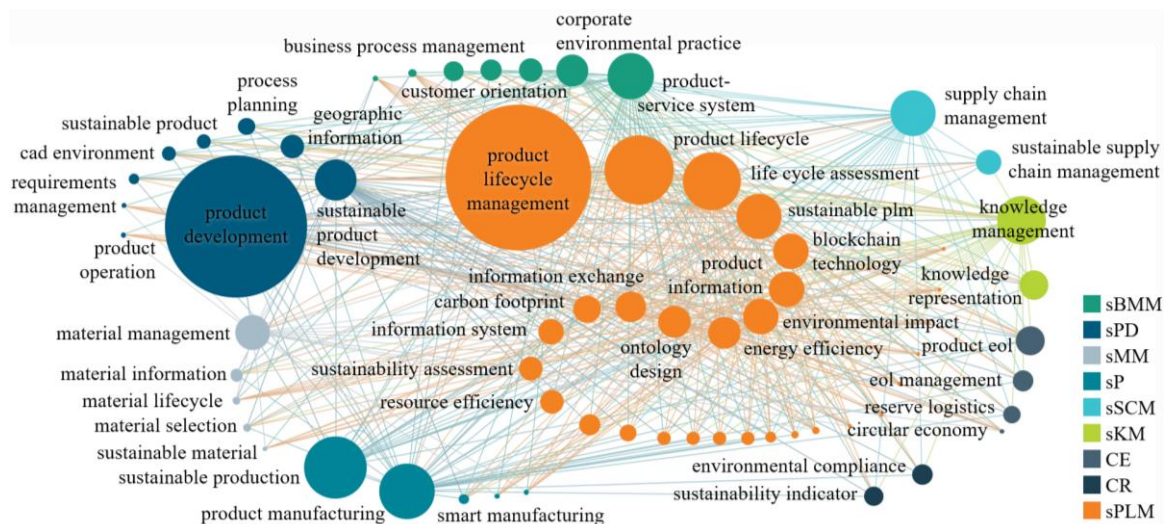 corporate
environmental practice
business process management
customer orientation
product-
service system
process
planning
geographic
information
sustainable product
cad environment
requirements
management
product
operation
product
development
sustainable
product
development
product
lifecycle
management
product lifecycle
life cycle assessment
sustainable plm
blockchain
technology
product
information
environmental impact
energy efficiency
ontology
design
information exchange
carbon footprint
information system
sustainability assessment
resource efficiency
supply chain
management
sustainable supply
chain management
knowledge
management
knowledge
representation
product eol
eol management
reserve logistics
circular economy
environmental compliance
sustainability indicator
material management
material information
material lifecycle
material selection
sustainable material
sustainable production
product manufacturing
smart manufacturing
sBMM
sPD
sMM
sP
sSCM
sKM
CE
CR
sPLM